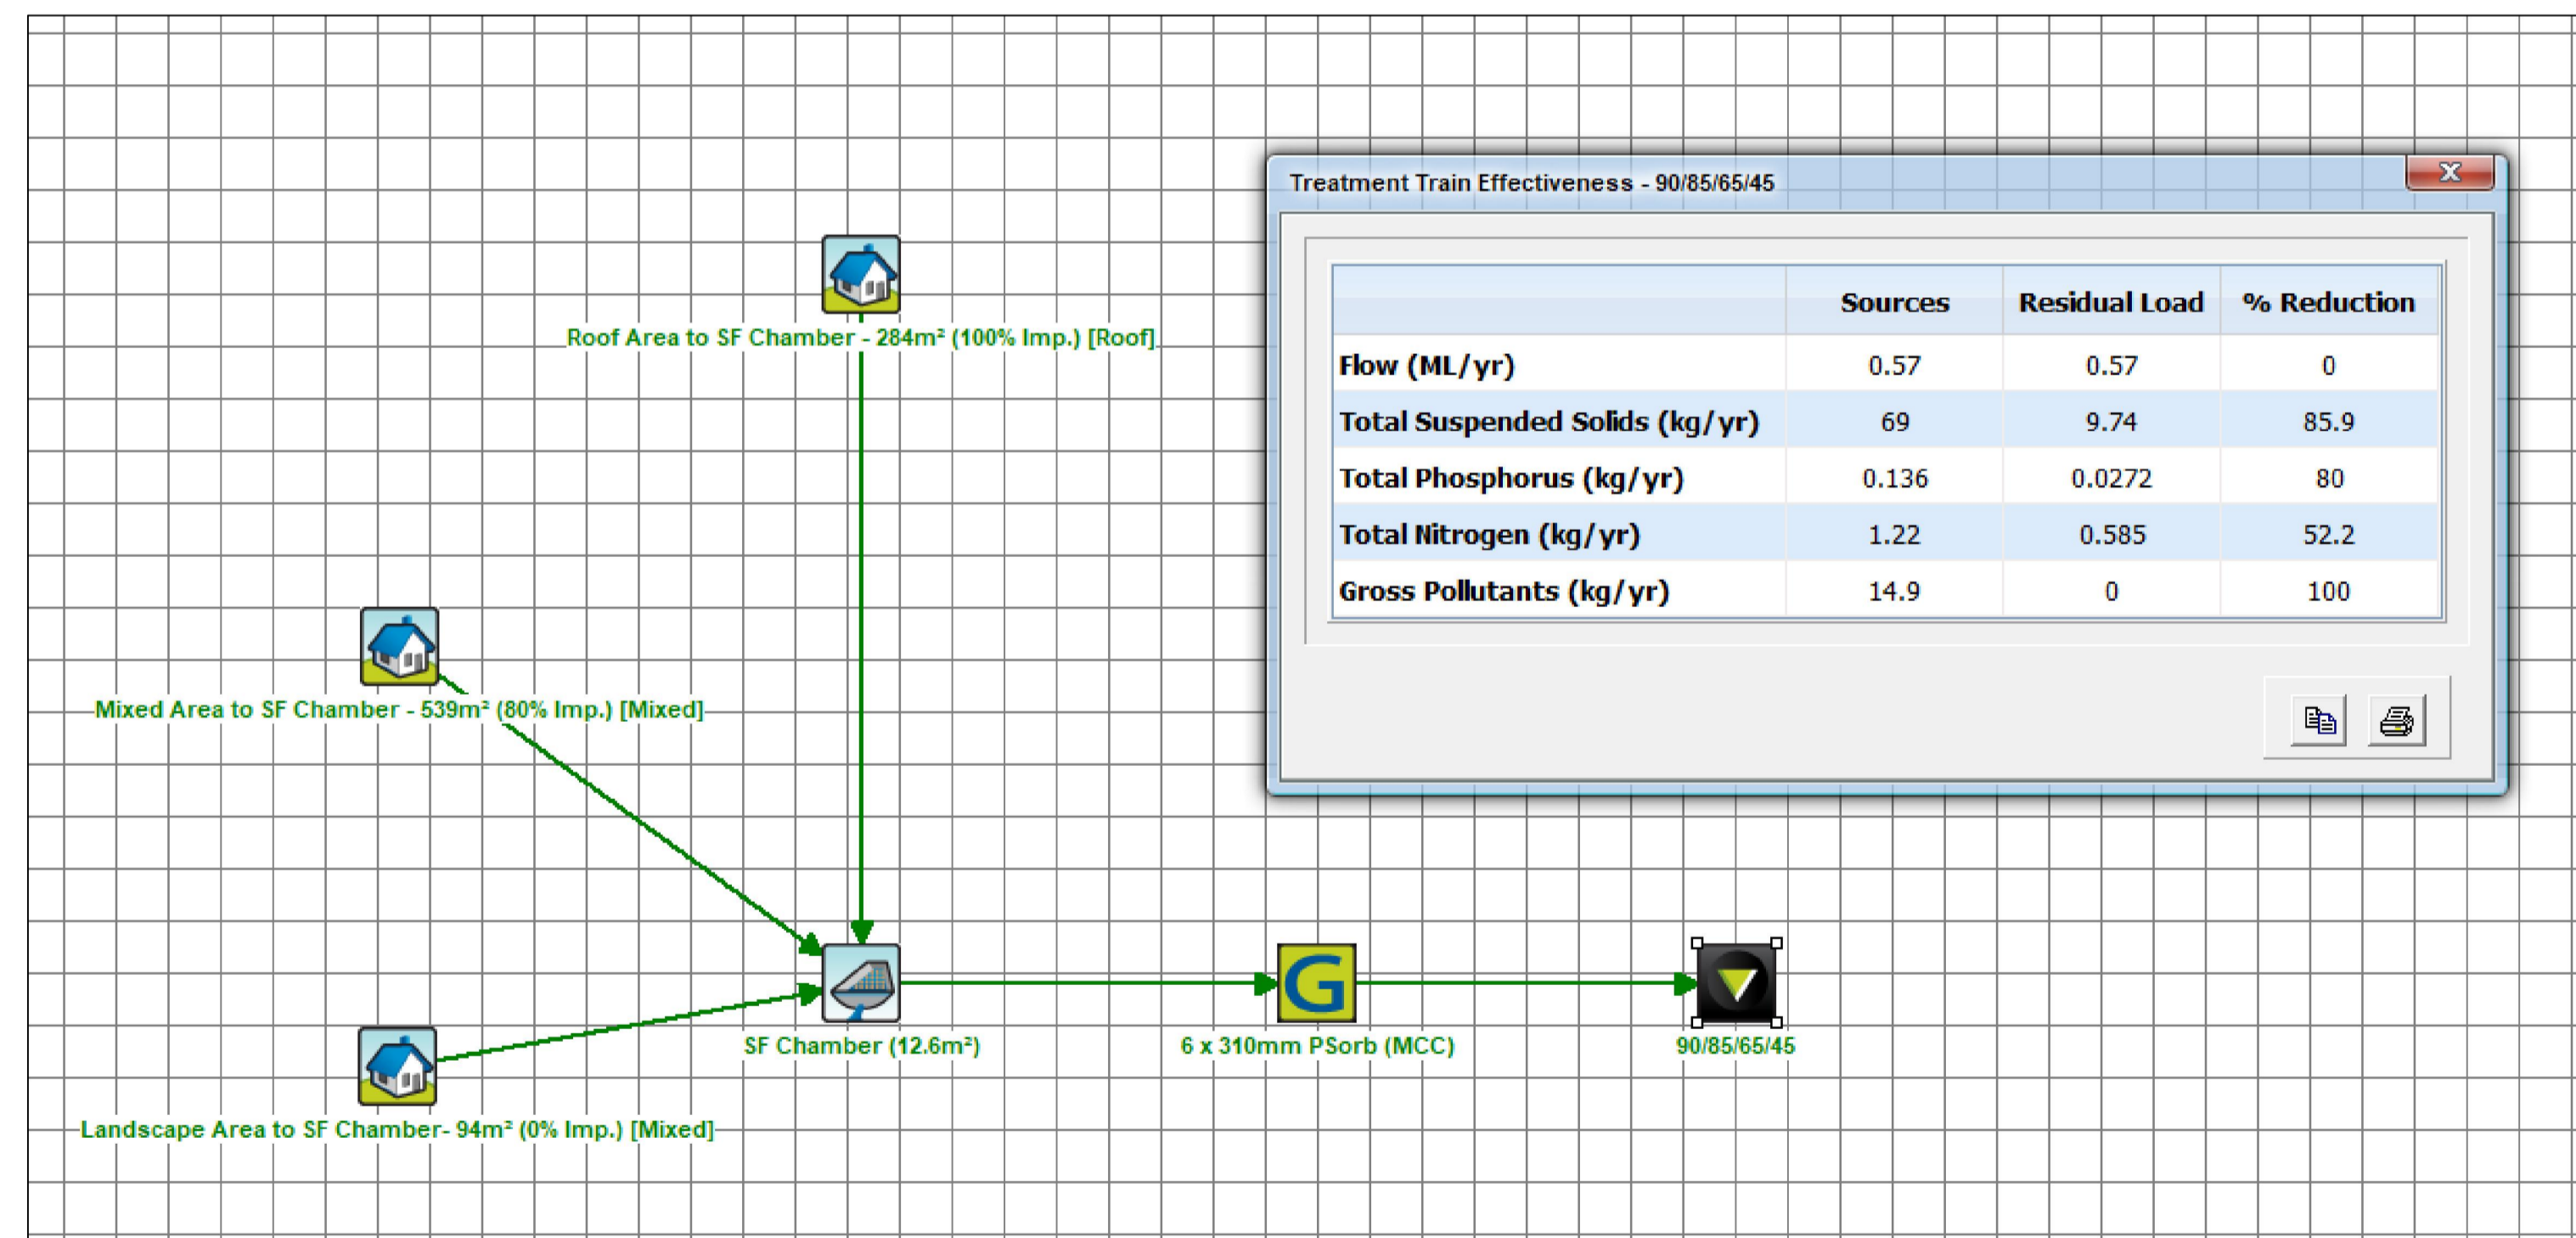 Treatment Train Effectiveness - 90/85/65/45
Sources Residual Load % Reduction
Flow (ML/yr) 0.57 0.57 0
Total Suspended Solids (kg/yr) 69 9.74 85.9
Total Phosphorus (kg/yr) 0.136 0.0272 80
Total Nitrogen (kg/yr) 1.22 0.585 52.2
Gross Pollutants (kg/yr) 14.9 0 100
Roof Area to SF Chamber - 284m² (100% Imp.) [Roof]
Mixed Area to SF Chamber - 539m² (80% Imp.) [Mixed]
SF Chamber (12.6m²)
G
6 x 310mm PSorb (MCC)
90/85/65/45
Landscape Area to SF Chamber- 94m² (0% Imp.) [Mixed]